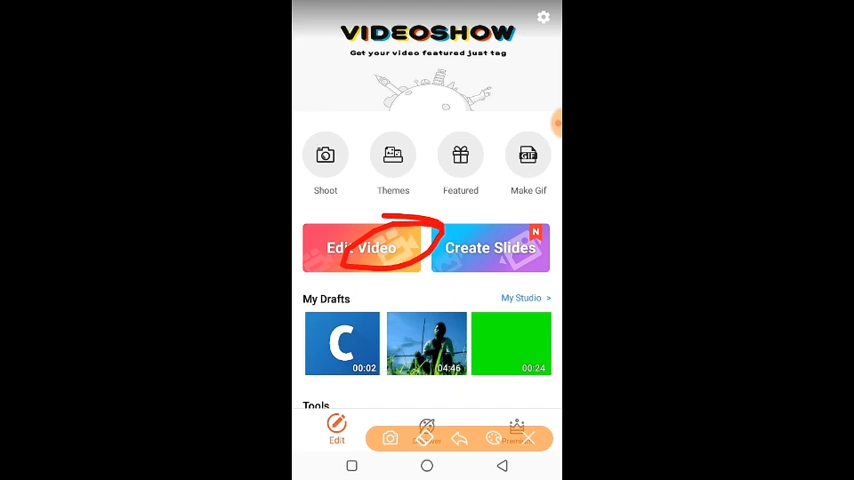 VIDEOSHOW
Get your video featured just tag
Shoot
Themes
Featured
GIF
Make Gif
Edit Video
N
Create Slides
My Drafts
My Studio >
C
00:02
04:46
00:24
Tools
Edit